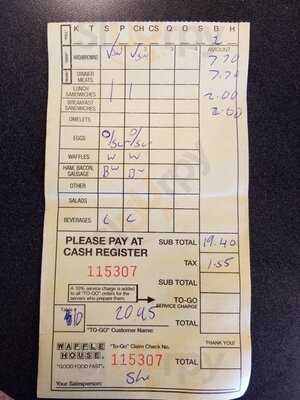 K T S P CH CS Q O S B H
2
HASHBROWNS
AMOUNT
7.70
DINNER MEATS
7.70
LUNCH SANDWICHES
2.00
BREAKFAST SANDWICHES
2.00
OMELETS
EGGS
WAFFLES W W
HAM, BACON, SAUSAGE
OTHER
SALADS
BEVERAGES C C
PLEASE PAY AT CASH REGISTER
SUB TOTAL 19.40
115307
TAX 1.55
SUB TOTAL
A 10% service charge is added to all "TO-GO" orders for the servers who prepare them.
TO-GO SERVICE CHARGE
Table #
2095
TOTAL
"TO-GO" Customer Name:
WAFFLE HOUSE®
"To-Go" Claim Check No.
THANK YOU!
115307
TOTAL
"GOOD FOOD FAST"®
Your Salesperson: